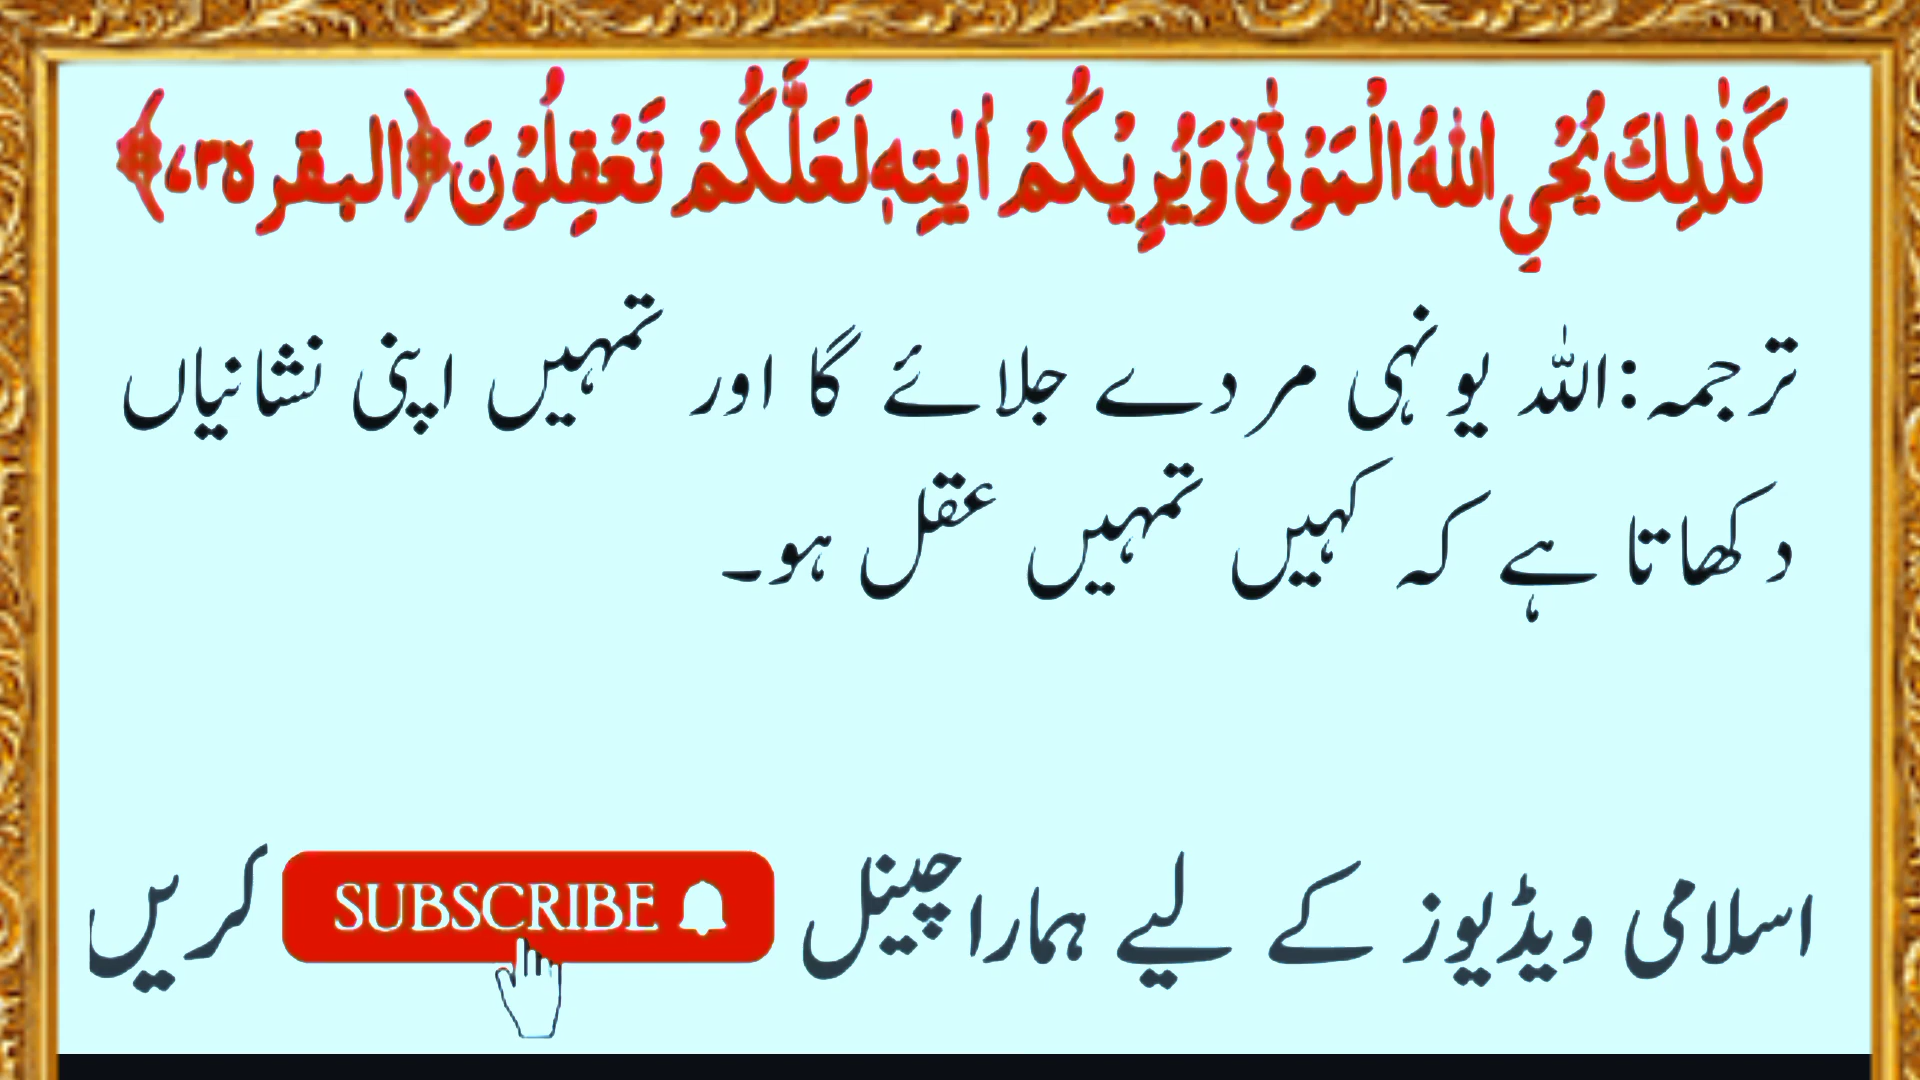 كَذٰلِكَ یُحْیِ اللّٰهُ الْمَوْتٰىۙ وَیُرِیْكُمْ اٰیٰتِهٖ لَعَلَّكُمْ تَعْقِلُوْنَ﴿البقرہ
ترجمہ:اللہ یونہی مردے جلائے گا اور تمہیں اپنی نشانیاں
دکھاتا ہے کہ کہیں تمہیں عقل ہو۔
اسلامی ویڈیوز کے لیے ہمارا چینل SUBSCRIBE کریں